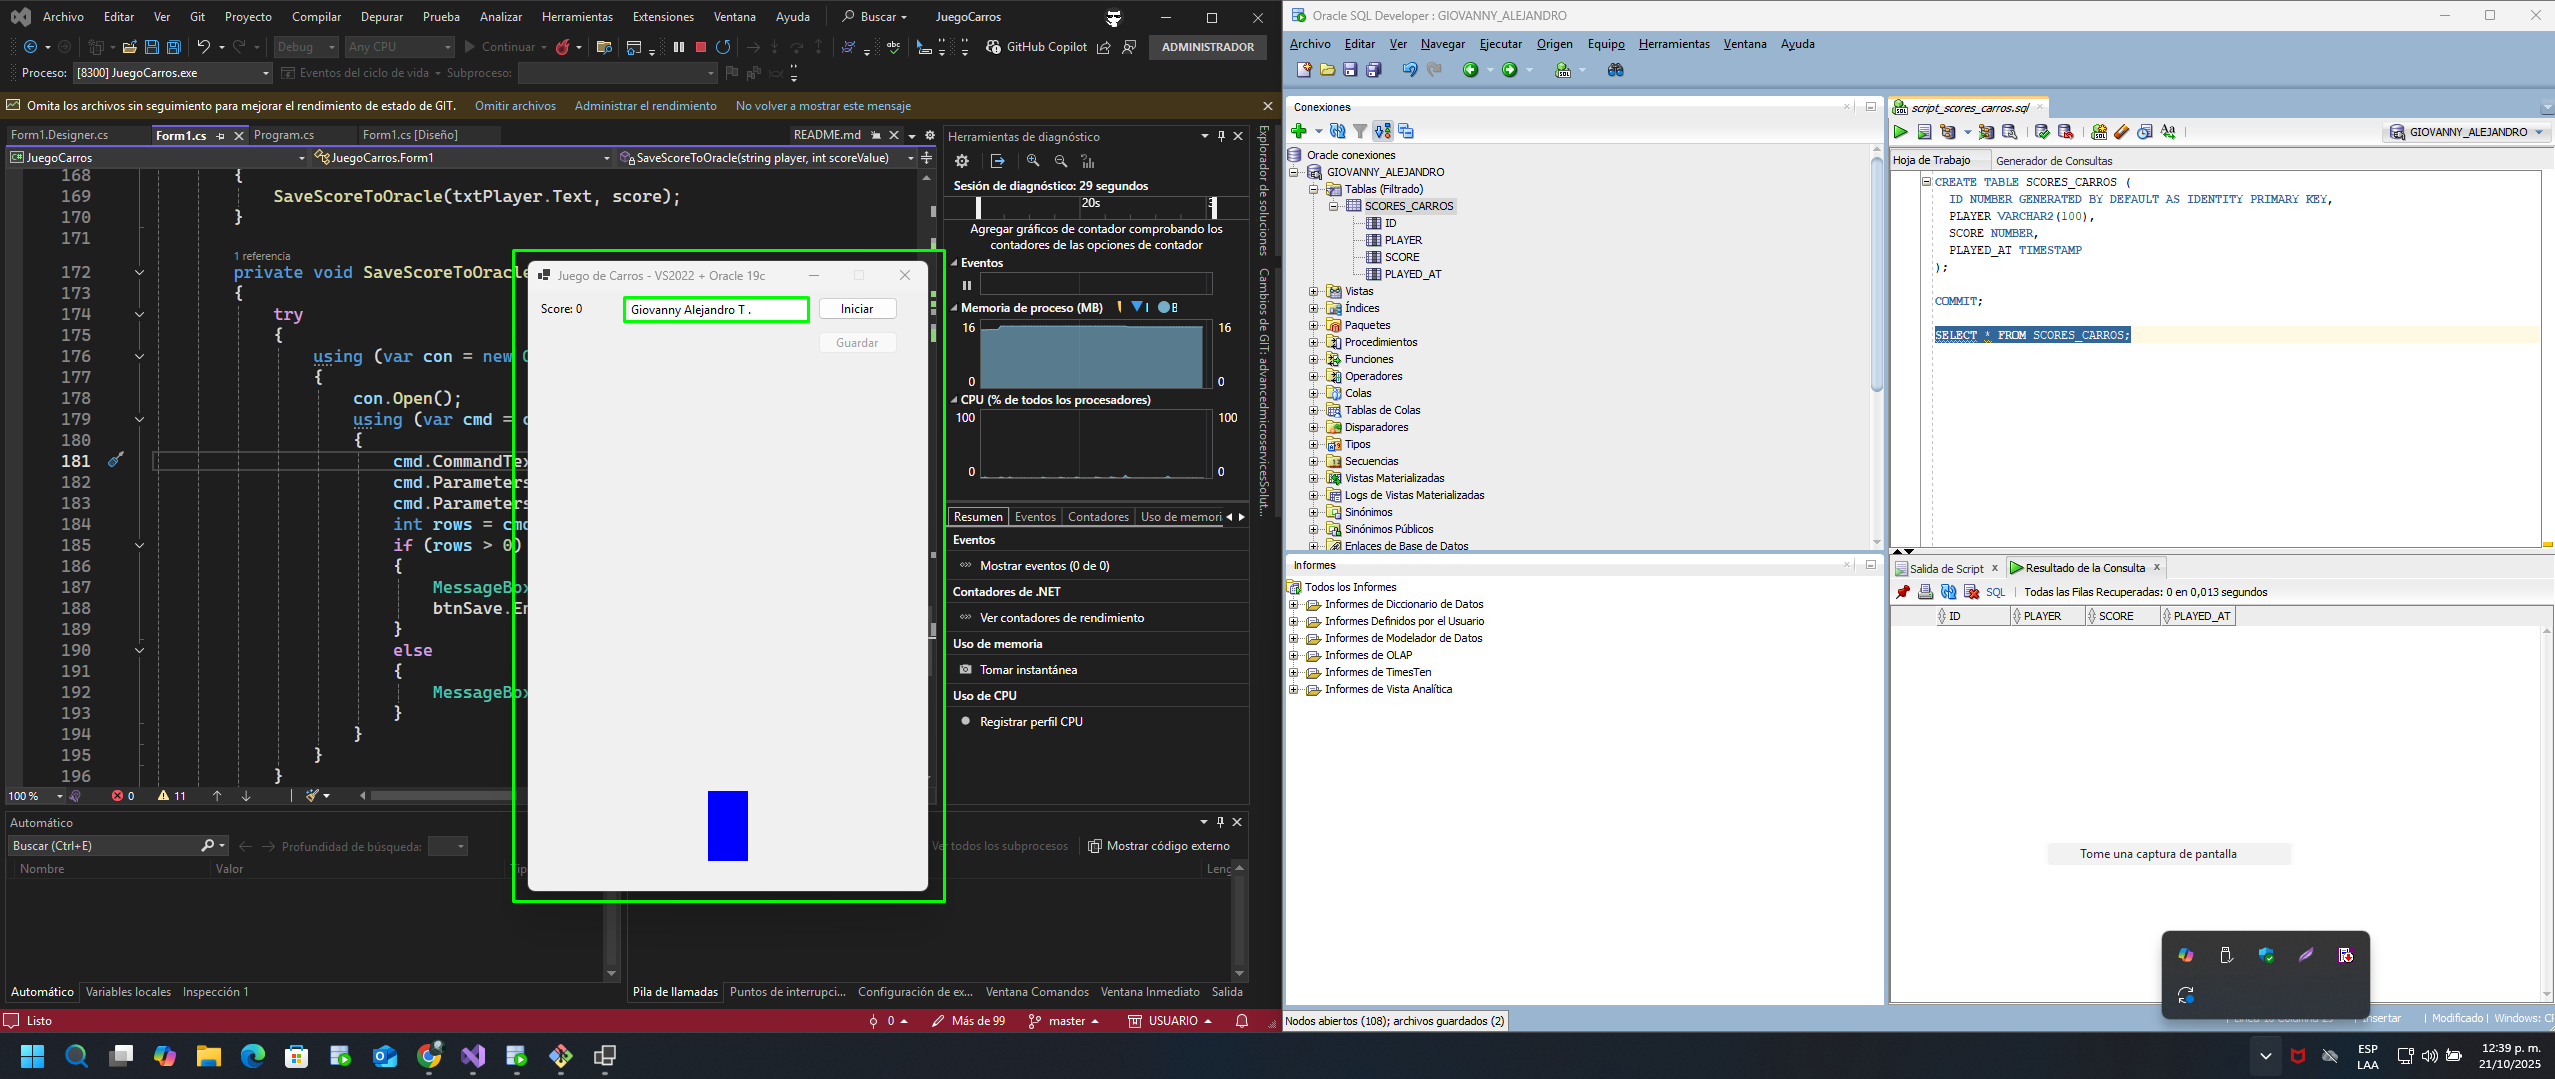 Archivo Editar Ver Git Proyecto Compilar Depurar Prueba Analizar Herramientas Extensiones Ventana Ayuda Buscar JuegoCarros
Debug Any CPU Continuar GitHub Copilot ADMINISTRADOR
Proceso: [8300] JuegoCarros.exe Eventos del ciclo de vida Subproceso:
Omita los archivos sin seguimiento para mejorar el rendimiento de estado de GIT. Omitir archivos Administrar el rendimiento No volver a mostrar este mensaje
Form1.Designer.cs Form1.cs Program.cs Form1.cs [Diseño] README.md
JuegoCarros JuegoCarros.Form1 SaveScoreToOracle(string player, int scoreValue)
168 {
169 SaveScoreToOracle(txtPlayer.Text, score);
170 }
171
1 referencia
172 private void SaveScoreToOracle
173 {
174 try
175 {
176 using (var con = new
177 {
178 con.Open();
179 using (var cmd =
180 {
181 cmd.CommandTex
182 cmd.Parameters
183 cmd.Parameters
184 int rows = cmd
185 if (rows > 0)
186 {
187 MessageBox
188 btnSave.En
189 }
190 else
191 {
192 MessageBox
193 }
194 }
195 }
196 }
100 % 0 11
Juego de Carros - VS2022 + Oracle 19c
Score: 0 Giovanny Alejandro T . Iniciar
Guardar
Herramientas de diagnóstico
Sesión de diagnóstico: 29 segundos
20s 3
Agregar gráficos de contador comprobando los
contadores de las opciones de contador
Eventos
Memoria de proceso (MB)
16 16
0 0
CPU (% de todos los procesadores)
100 100
0 0
Resumen Eventos Contadores Uso de memori
Eventos
Mostrar eventos (0 de 0)
Contadores de .NET
Ver contadores de rendimiento
Uso de memoria
Tomar instantánea
Uso de CPU
Registrar perfil CPU
Explorador de soluciones
Cambios de GIT: advancedmicroservicesSolut...
Automático
Buscar (Ctrl+E) Profundidad de búsqueda:
Nombre Valor Tip
Ver todos los subprocesos Mostrar código externo
Leng
Automático Variables locales Inspección 1
Pila de llamadas Puntos de interrupci... Configuración de ex... Ventana Comandos Ventana Inmediato Salida
Listo 0 Más de 99 master USUARIO
Oracle SQL Developer : GIOVANNY_ALEJANDRO
Archivo Editar Ver Navegar Ejecutar Origen Equipo Herramientas Ventana Ayuda
Conexiones
Oracle conexiones
GIOVANNY_ALEJANDRO
Tablas (Filtrado)
SCORES_CARROS
ID
PLAYER
SCORE
PLAYED_AT
Vistas
Índices
Paquetes
Procedimientos
Funciones
Operadores
Colas
Tablas de Colas
Disparadores
Tipos
Secuencias
Vistas Materializadas
Logs de Vistas Materializadas
Sinónimos
Sinónimos Públicos
Enlaces de Base de Datos
Informes
Todos los Informes
Informes de Diccionario de Datos
Informes Definidos por el Usuario
Informes de Modelador de Datos
Informes de OLAP
Informes de TimesTen
Informes de Vista Analítica
Nodos abiertos (108); archivos guardados (2)
script_scores_carros.sql
GIOVANNY_ALEJANDRO
Hoja de Trabajo Generador de Consultas
CREATE TABLE SCORES_CARROS (
ID NUMBER GENERATED BY DEFAULT AS IDENTITY PRIMARY KEY,
PLAYER VARCHAR2(100),
SCORE NUMBER,
PLAYED_AT TIMESTAMP
);
COMMIT;
SELECT * FROM SCORES_CARROS;
Salida de Script Resultado de la Consulta
SQL Todas las Filas Recuperadas: 0 en 0,013 segundos
ID PLAYER SCORE PLAYED_AT
Tome una captura de pantalla
Insertar Modificado Windows:
ESP
LAA
12:39 p. m.
21/10/2025